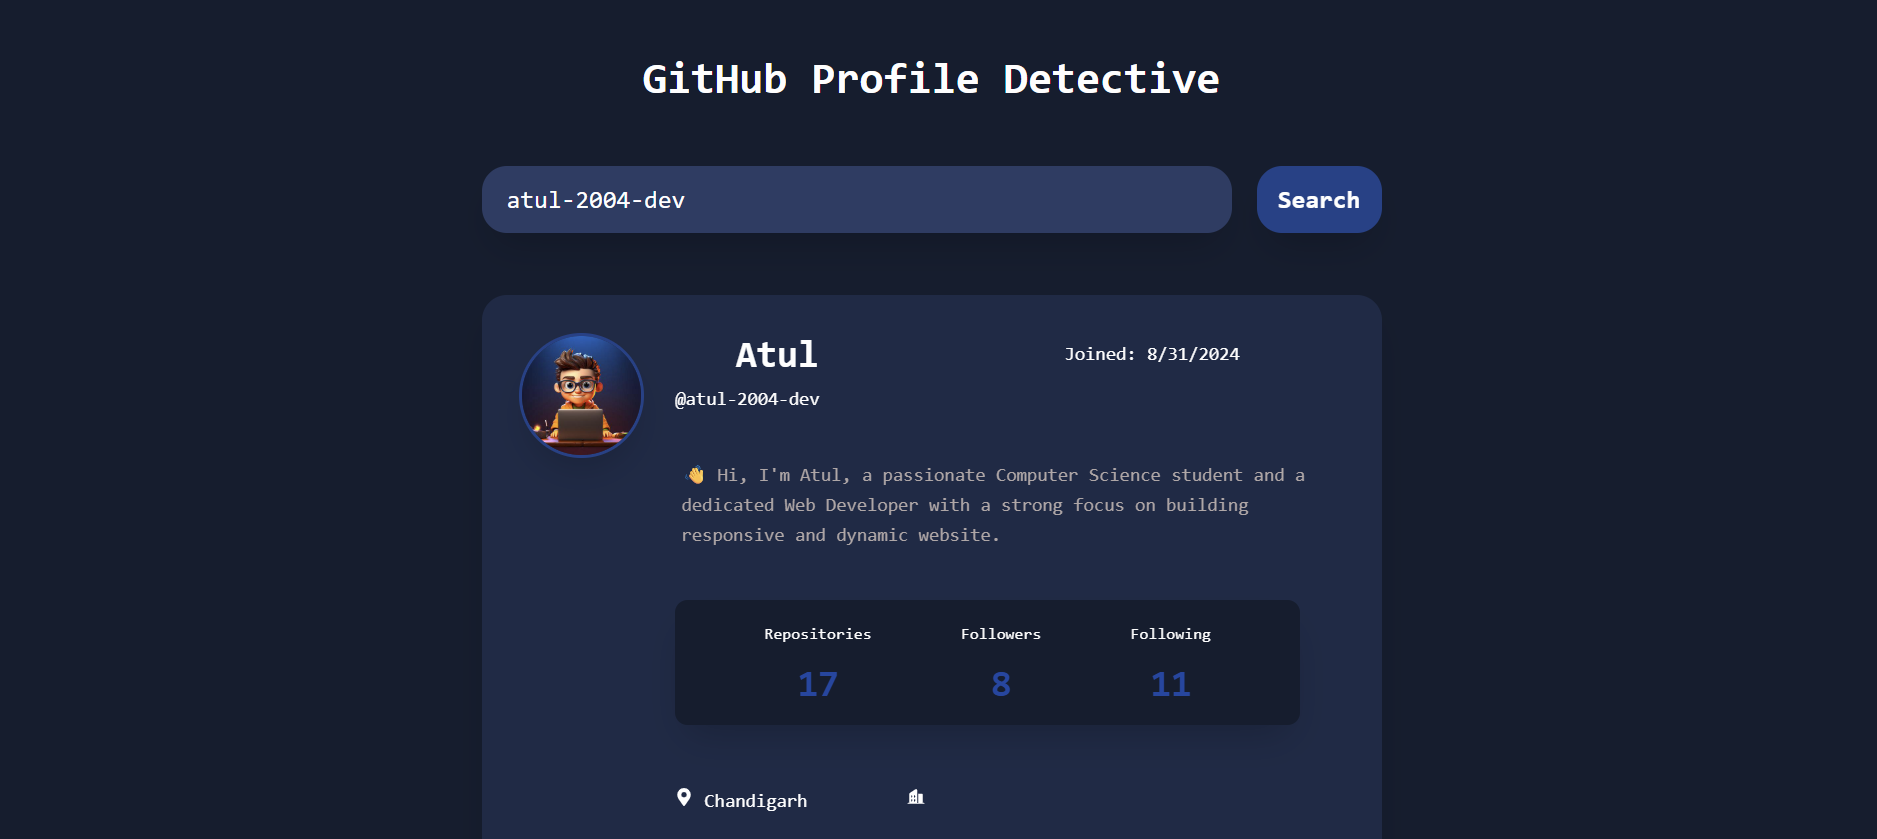 GitHub Profile Detective
atul-2004-dev
Search
Atul
Joined: 8/31/2024
@atul-2004-dev
👋 Hi, I'm Atul, a passionate Computer Science student and a
dedicated Web Developer with a strong focus on building
responsive and dynamic website.
Repositories Followers Following
17 8 11
Chandigarh